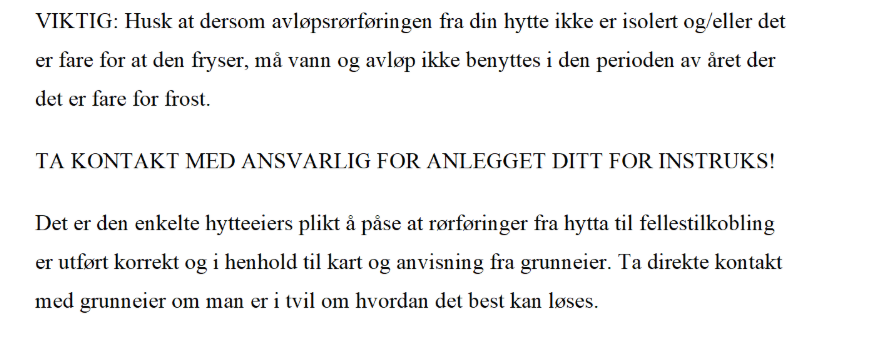 VIKTIG: Husk at dersom avløpsrørføringen fra din hytte ikke er isolert og/eller det
er fare for at den fryser, må vann og avløp ikke benyttes i den perioden av året der
det er fare for frost.
TA KONTAKT MED ANSVARLIG FOR ANLEGGET DITT FOR INSTRUKS!
Det er den enkelte hytteeiers plikt å påse at rørføringer fra hytta til fellestilkobling
er utført korrekt og i henhold til kart og anvisning fra grunneier. Ta direkte kontakt
med grunneier om man er i tvil om hvordan det best kan løses.